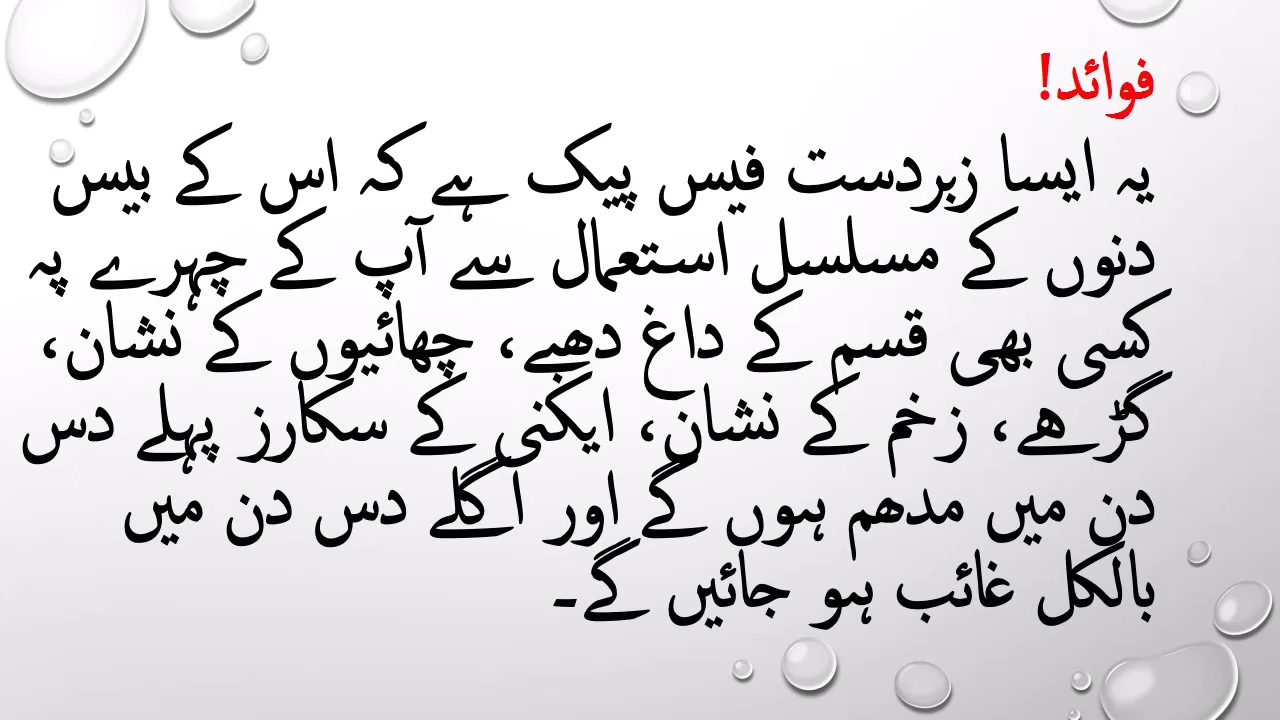 فوائد!
یہ ایسا زبردست فیس پیک ہے کہ اس کے بیس
دنوں کے مسلسل استعمال سے آپ کے چہرے پہ
کسی بھی قسم کے داغ دھبے، چھائیوں کے نشان،
گڑھے، زخم کے نشان، ایکنی کے سکارز پہلے دس
دن میں مدھم ہوں گے اور اگلے دس دن میں
بالکل غائب ہو جائیں گے۔